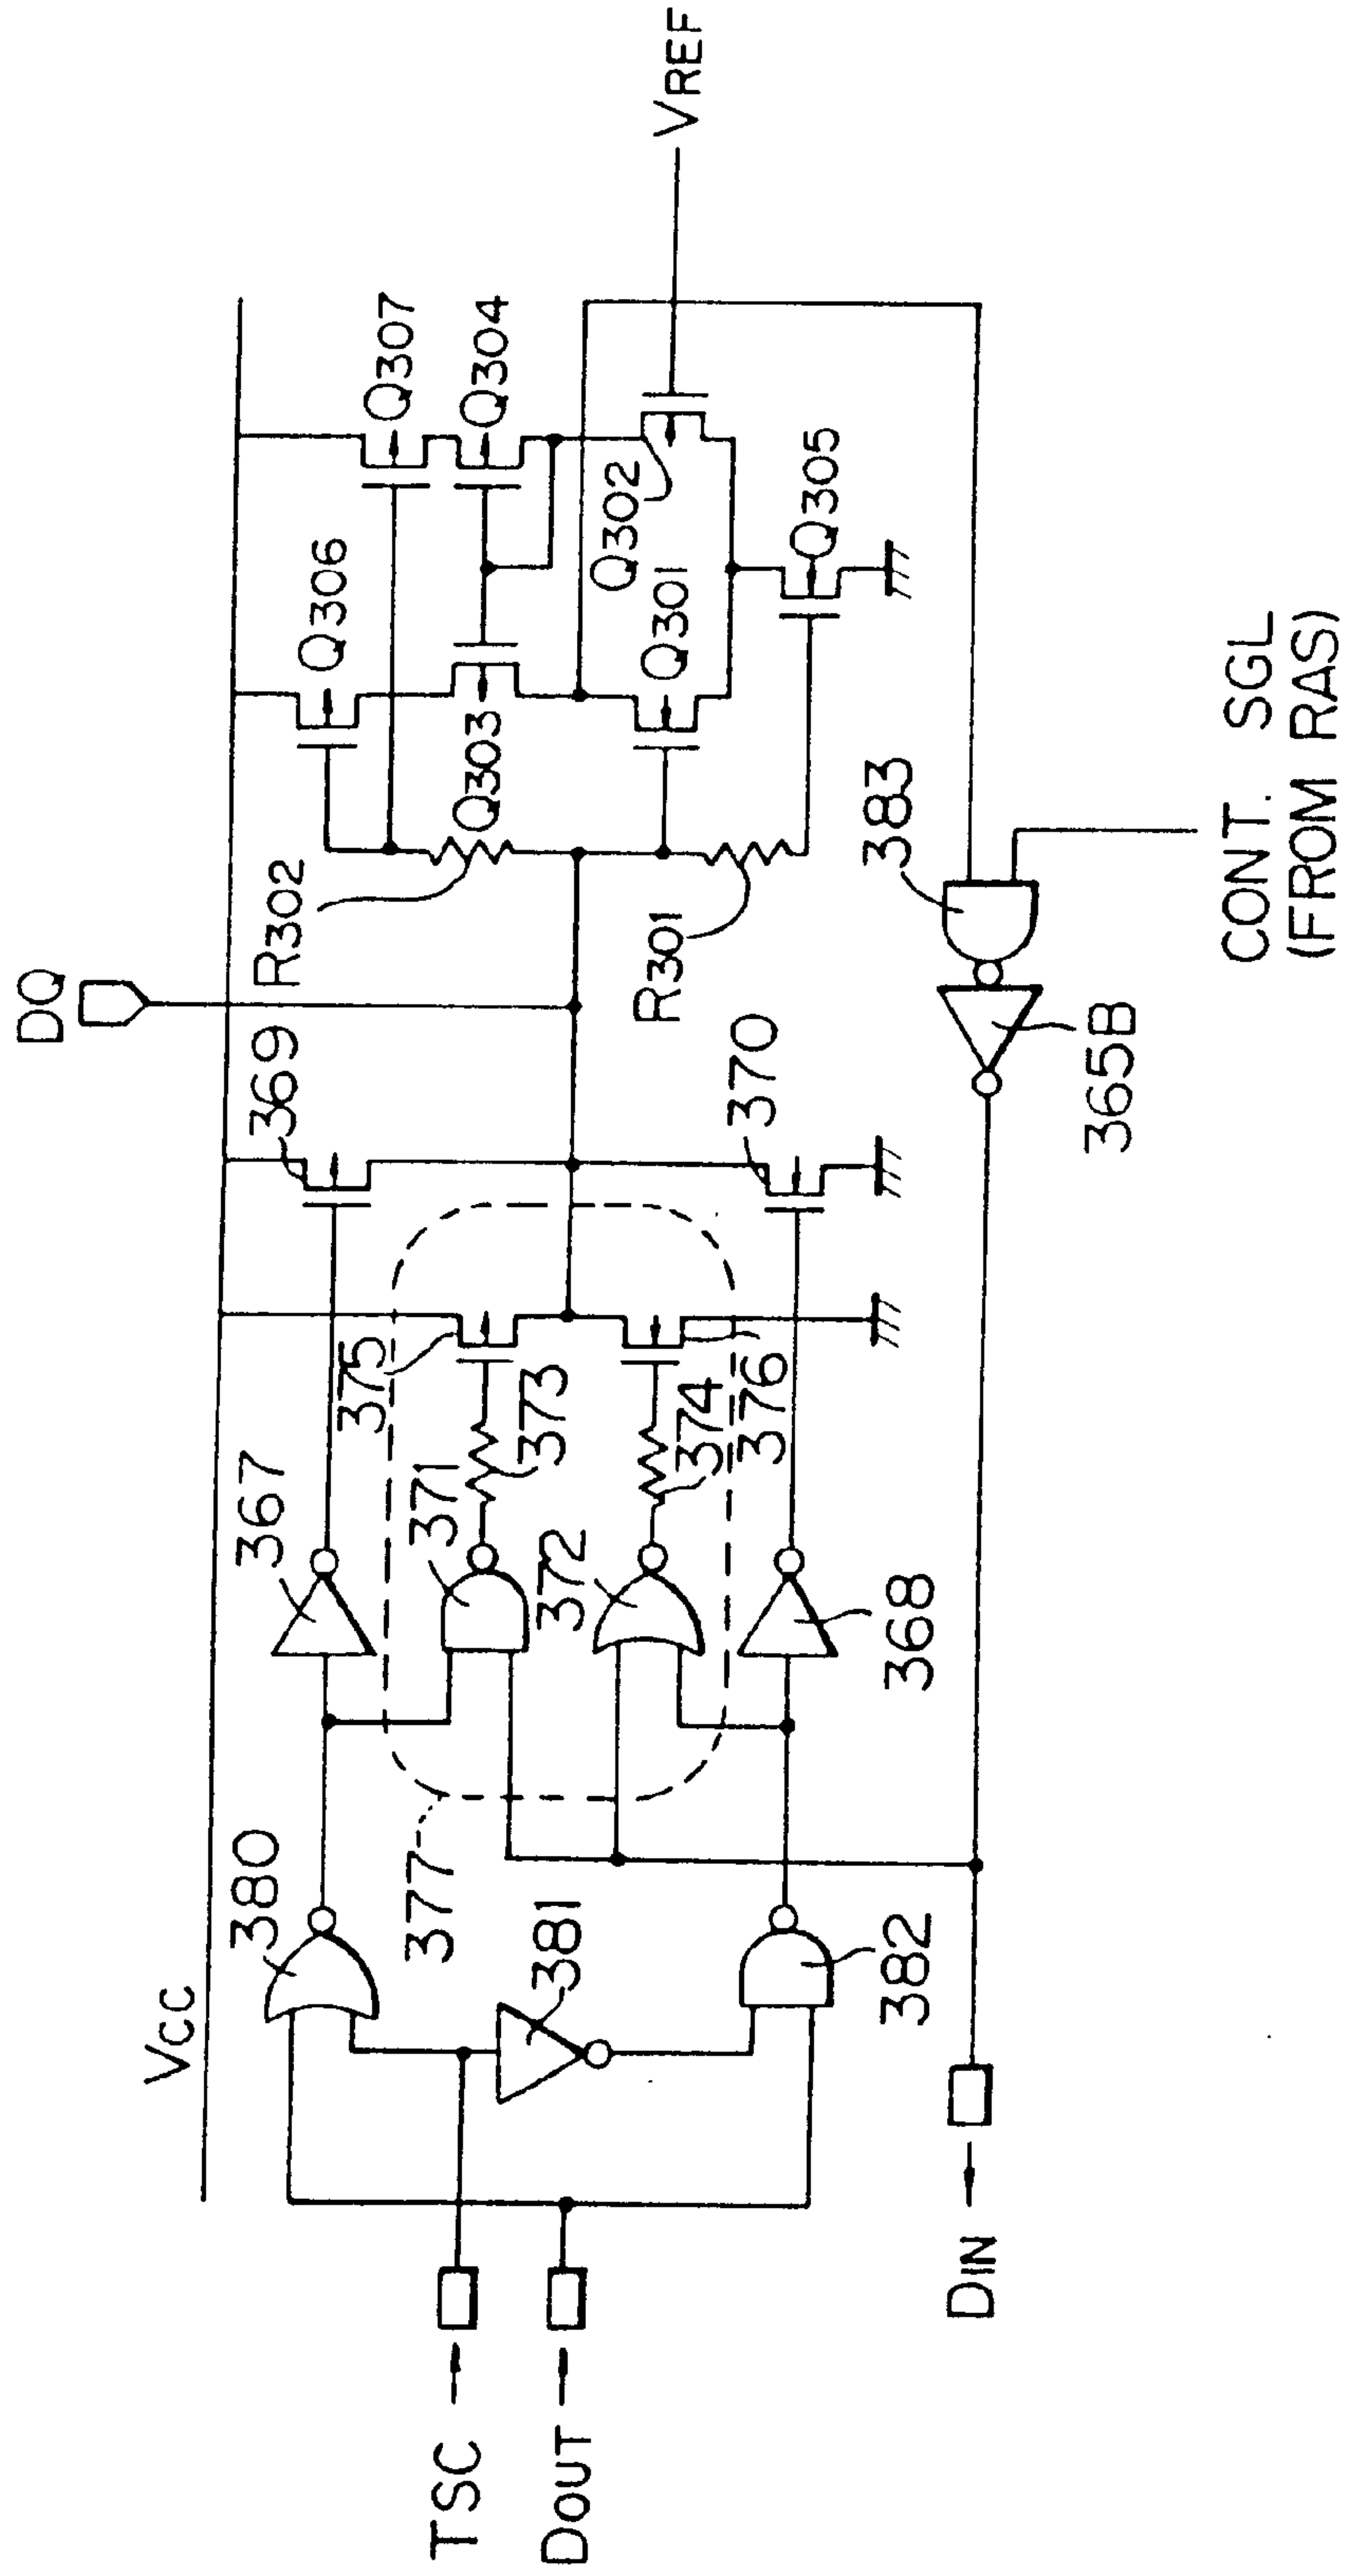 DQ
VCC
369
R302
Q306
Q307
Q304
Q303
VREF
367
375
380
371
373
R301
Q301
Q302
Q305
377
372
374
376
370
381
368
382
383
365B
TSC
DOUT
DIN
CONT. SGL
(FROM RAS)